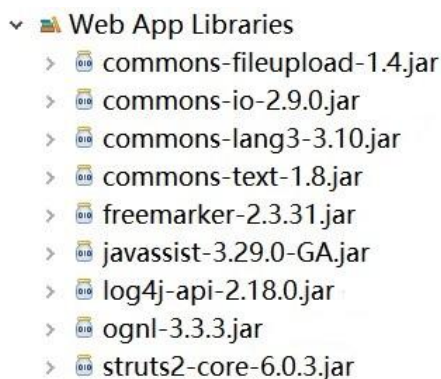 Web App Libraries
commons-fileupload-1.4.jar
commons-io-2.9.0.jar
commons-lang3-3.10.jar
commons-text-1.8.jar
freemarker-2.3.31.jar
javassist-3.29.0-GA.jar
log4j-api-2.18.0.jar
ognl-3.3.3.jar
struts2-core-6.0.3.jar